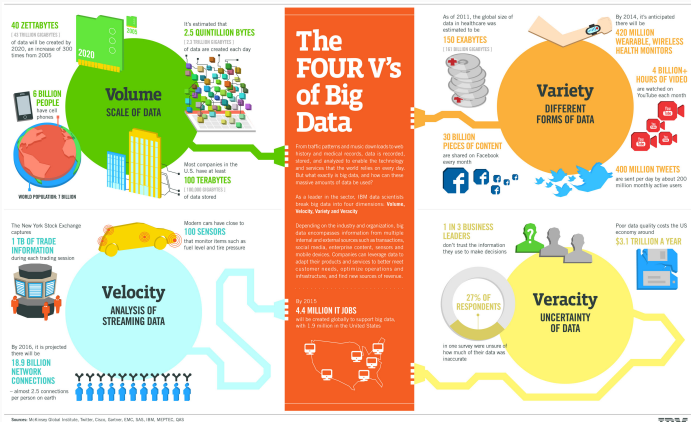 40 ZETTABYTES
[ 43 TRILLION GIGABYTES ]
of data will be created by
2020, an increase of 300
times from 2005
2005
2020
It's estimated that
2.5 QUINTILLION BYTES
[ 2.3 TRILLION GIGABYTES ]
of data are created each day
6 BILLION
PEOPLE
have cell
phones
WORLD POPULATION: 7 BILLION
Volume
SCALE OF DATA
Most companies in the
U.S. have at least
100 TERABYTES
[ 100,000 GIGABYTES ]
of data stored
The New York Stock Exchange
captures
1 TB OF TRADE
INFORMATION
during each trading session
Modern cars have close to
100 SENSORS
that monitor items such as
fuel level and tire pressure
Velocity
ANALYSIS OF
STREAMING DATA
By 2016, it is projected
there will be
18.9 BILLION
NETWORK
CONNECTIONS
– almost 2.5 connections
per person on earth
The
FOUR V's
of Big
Data
From traffic patterns and music downloads to web
history and medical records, data is recorded,
stored, and analyzed to enable the technology
and services that the world relies on every day.
But what exactly is big data, and how can these
massive amounts of data be used?
As a leader in the sector, IBM data scientists
break big data into four dimensions: Volume,
Velocity, Variety and Veracity
Depending on the industry and organization, big
data encompasses information from multiple
internal and external sources such as transactions,
social media, enterprise content, sensors and
mobile devices. Companies can leverage data to
adapt their products and services to better meet
customer needs, optimize operations and
infrastructure, and find new sources of revenue.
By 2015
4.4 MILLION IT JOBS
will be created globally to support big data,
with 1.9 million in the United States
As of 2011, the global size of
data in healthcare was
estimated to be
150 EXABYTES
[ 161 BILLION GIGABYTES ]
By 2014, it's anticipated
there will be
420 MILLION
WEARABLE, WIRELESS
HEALTH MONITORS
4 BILLION+
HOURS OF VIDEO
are watched on
YouTube each month
Variety
DIFFERENT
FORMS OF DATA
30 BILLION
PIECES OF CONTENT
are shared on Facebook
every month
400 MILLION TWEETS
are sent per day by about 200
million monthly active users
1 IN 3 BUSINESS
LEADERS
don't trust the information
they use to make decisions
Poor data quality costs the US
economy around
$3.1 TRILLION A YEAR
27% OF
RESPONDENTS
in one survey were unsure of
how much of their data was
inaccurate
Veracity
UNCERTAINTY
OF DATA
Sources: McKinsey Global Institute, Twitter, Cisco, Gartner, EMC, SAS, IBM, MEPTEC, QAS